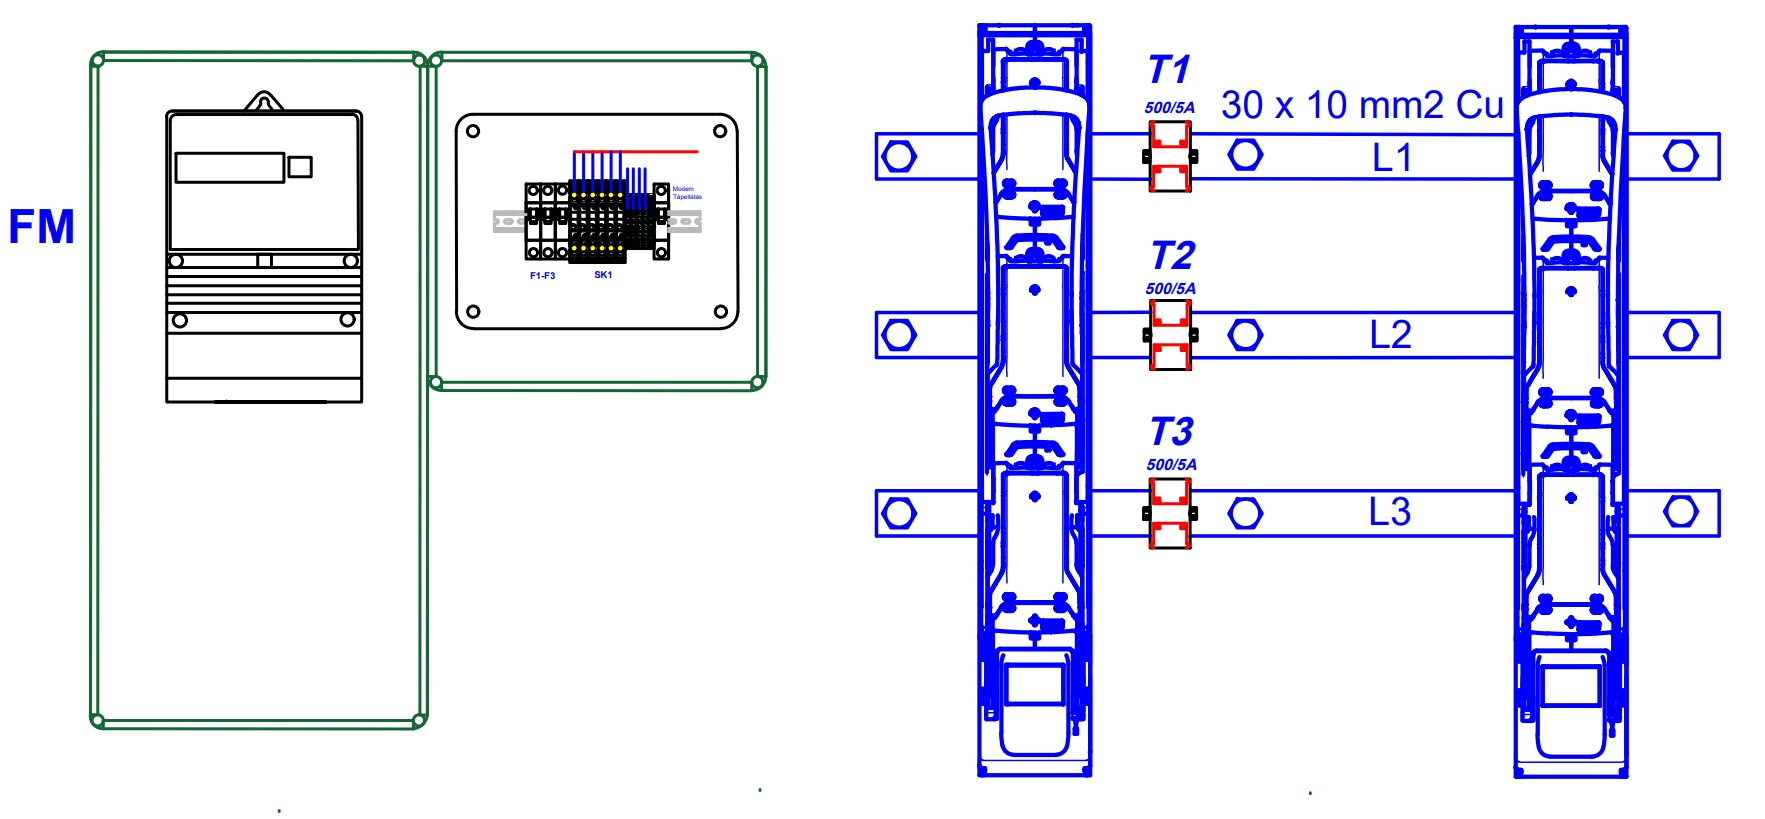 FM
Modem
Tápellátás
F1-F3
SK1
T1
500/5A
30 x 10 mm2 Cu
L1
T2
500/5A
L2
T3
500/5A
L3